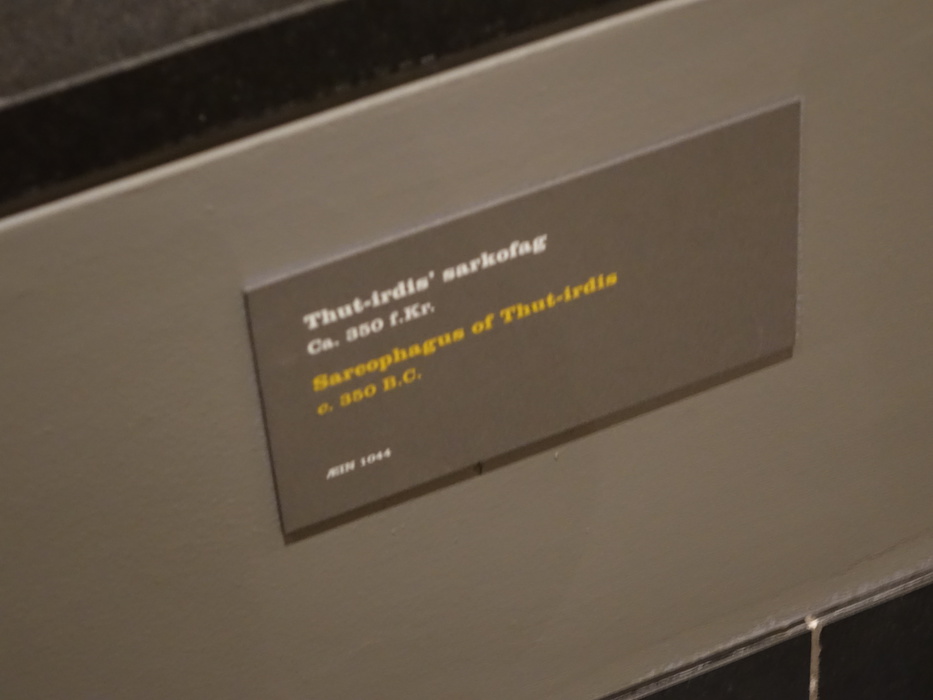 Thut-irdis' sarkofag
Ca. 350 f.Kr.
Sarcophagus of Thut-irdis
c. 350 B.C.
ÆIN 1044